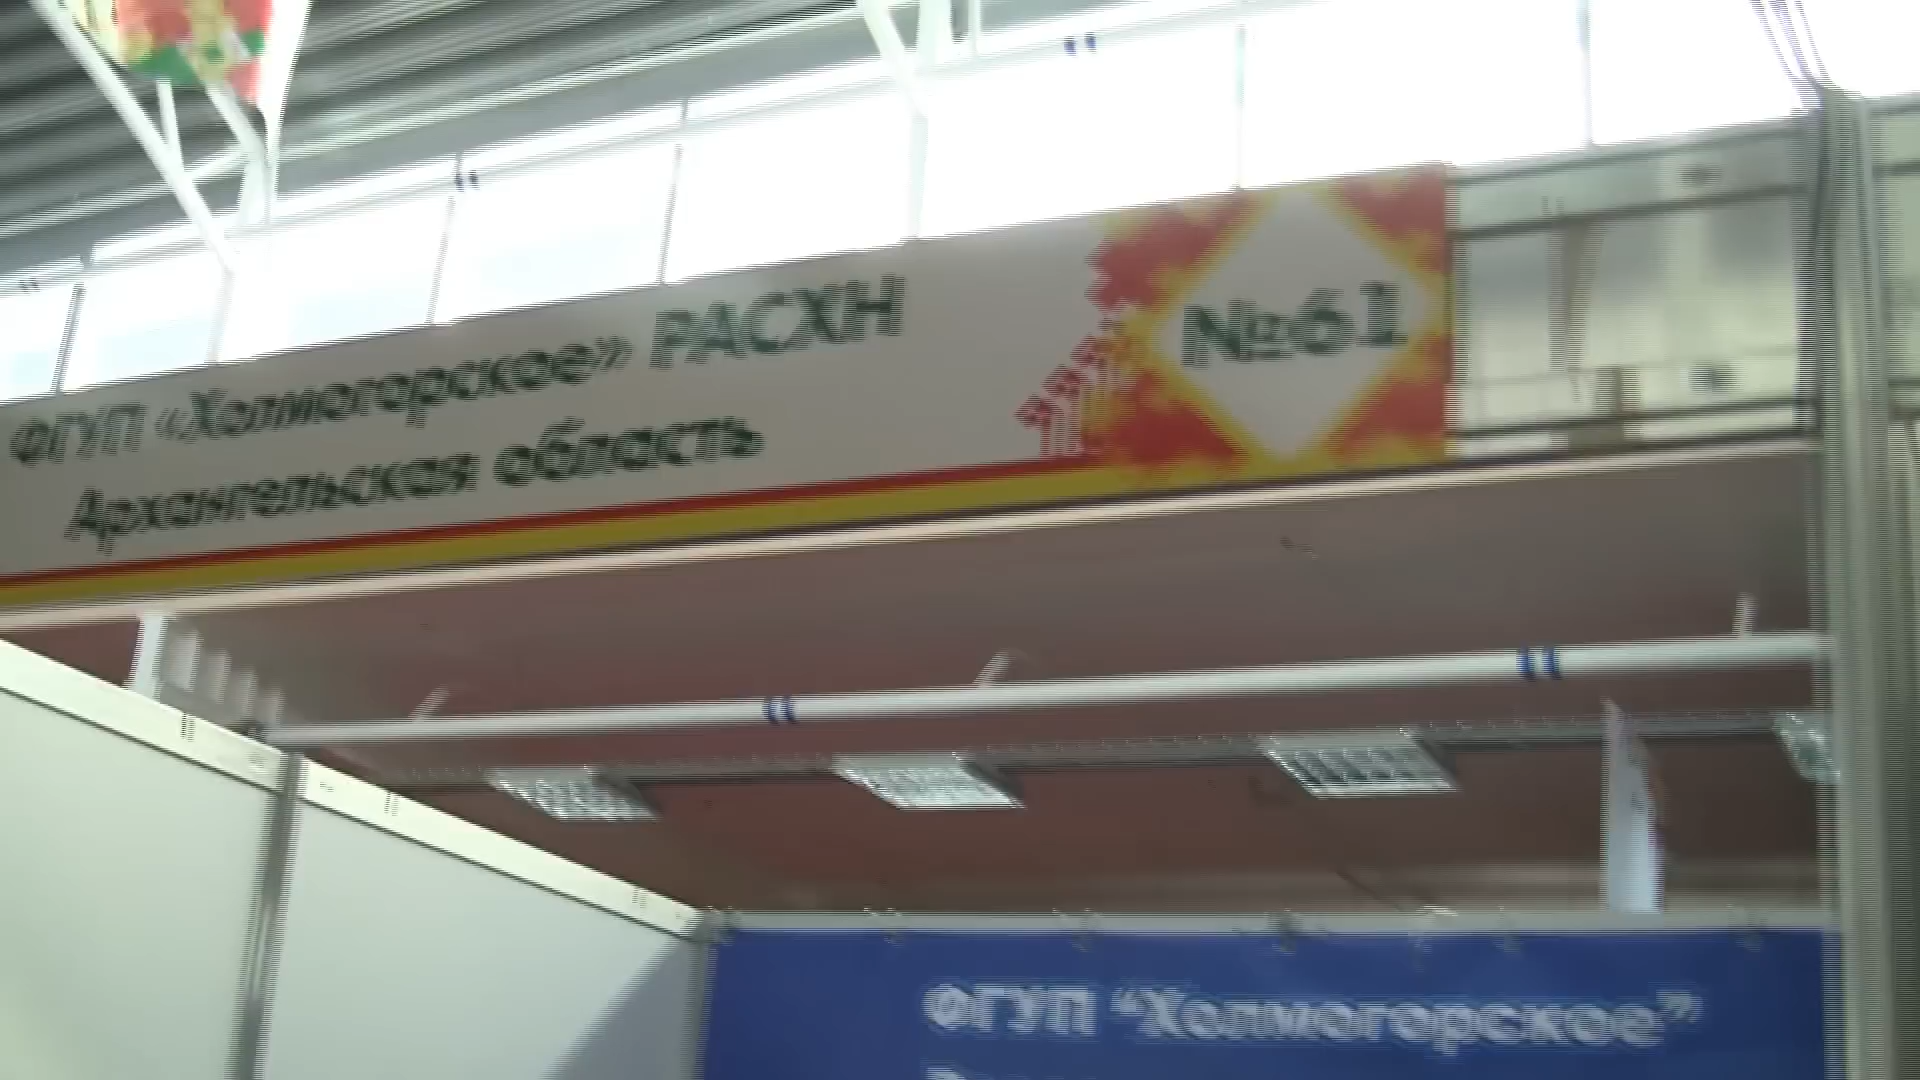 ФГУП «Холмогорское» РАСХН
Архангельская область
№61
ФГУП “Холмогорское”